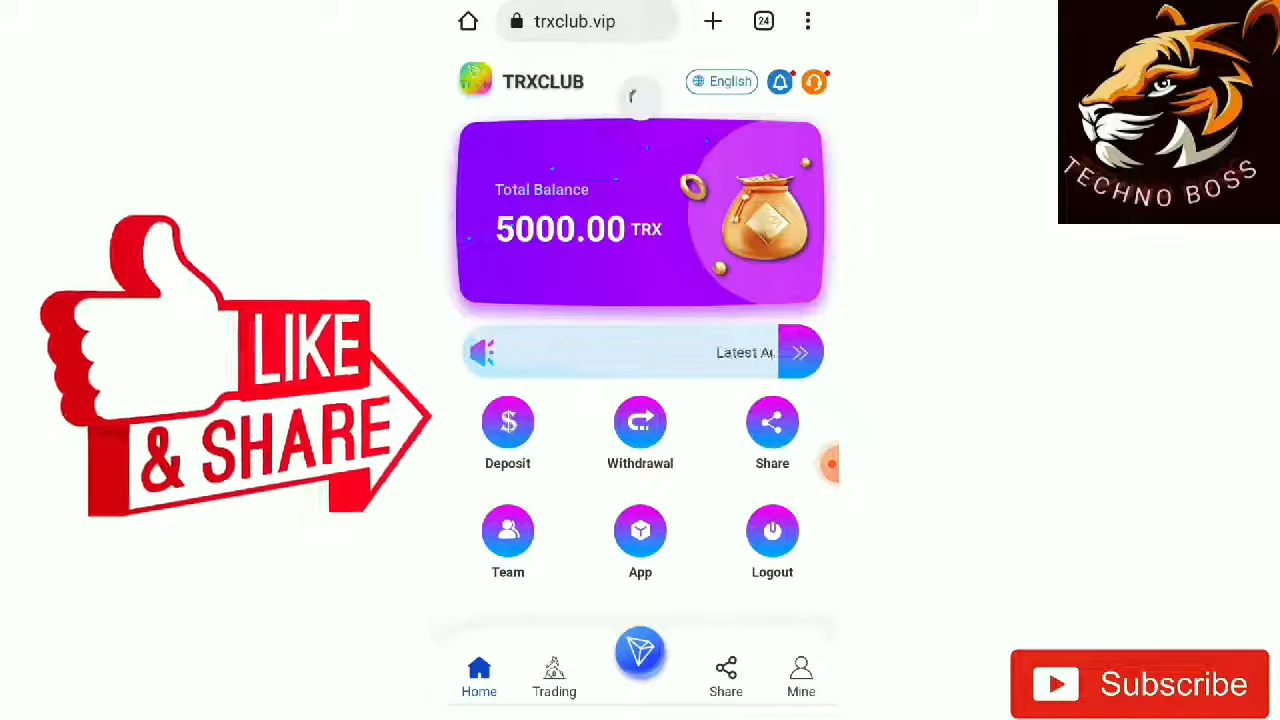 trxclub.vip
24
TRXCLUB
English
TECHNO BOSS
Total Balance
5000.00 TRX
LIKE
& SHARE
Latest
Deposit
Withdrawal
Share
Team
App
Logout
Home
Trading
Share
Mine
Subscribe